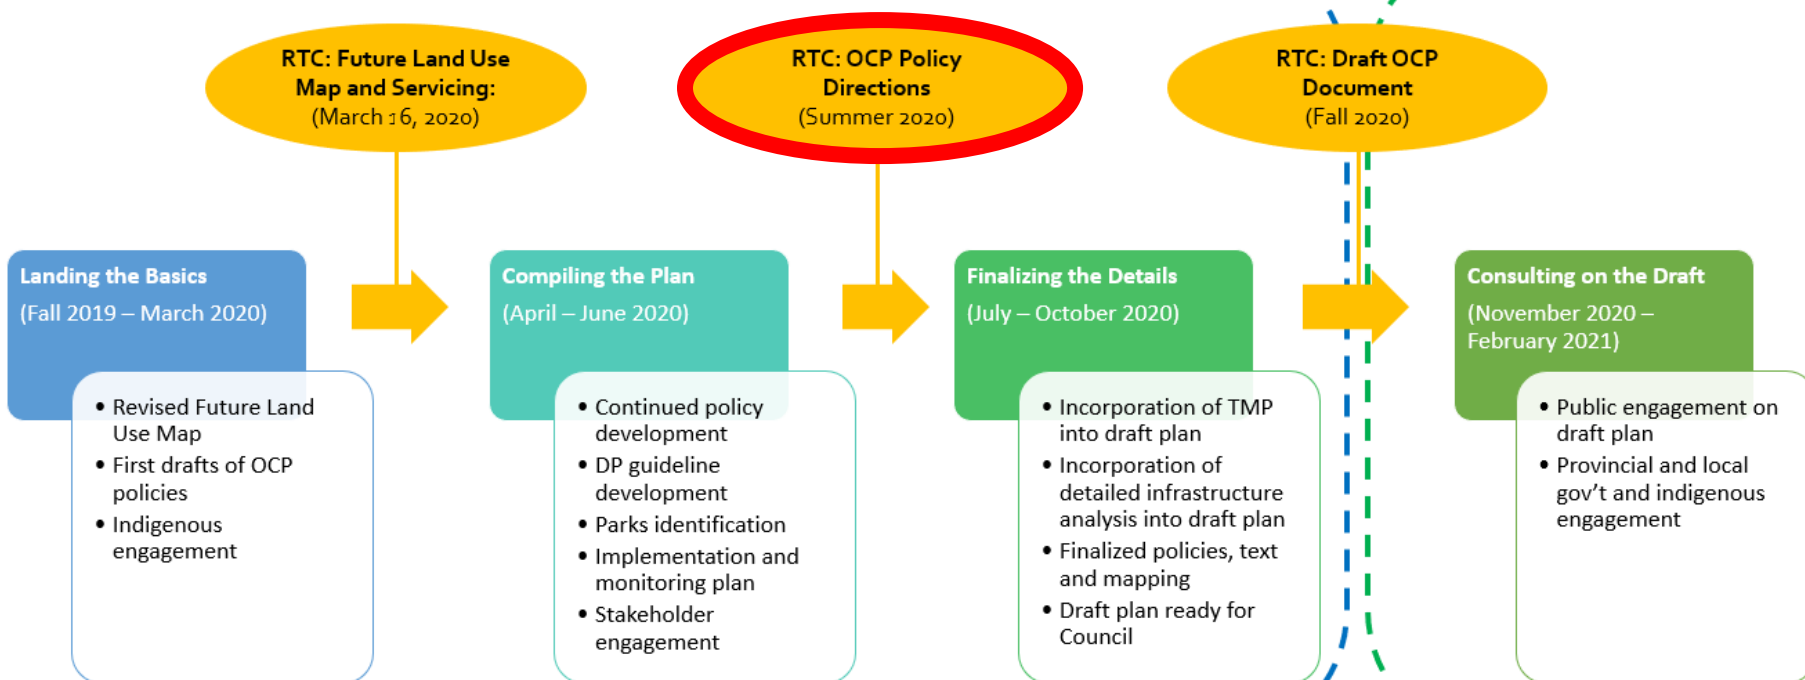 RTC: Future Land Use
Map and Servicing:
(March 16, 2020)
RTC: OCP Policy
Directions
(Summer 2020)
RTC: Draft OCP
Document
(Fall 2020)
Landing the Basics
(Fall 2019 – March 2020)
• Revised Future Land
Use Map
• First drafts of OCP
policies
• Indigenous
engagement
Compiling the Plan
(April – June 2020)
• Continued policy
development
• DP guideline
development
• Parks identification
• Implementation and
monitoring plan
• Stakeholder
engagement
Finalizing the Details
(July – October 2020)
• Incorporation of TMP
into draft plan
• Incorporation of
detailed infrastructure
analysis into draft plan
• Finalized policies, text
and mapping
• Draft plan ready for
Council
Consulting on the Draft
(November 2020 –
February 2021)
• Public engagement on
draft plan
• Provincial and local
gov’t and indigenous
engagement